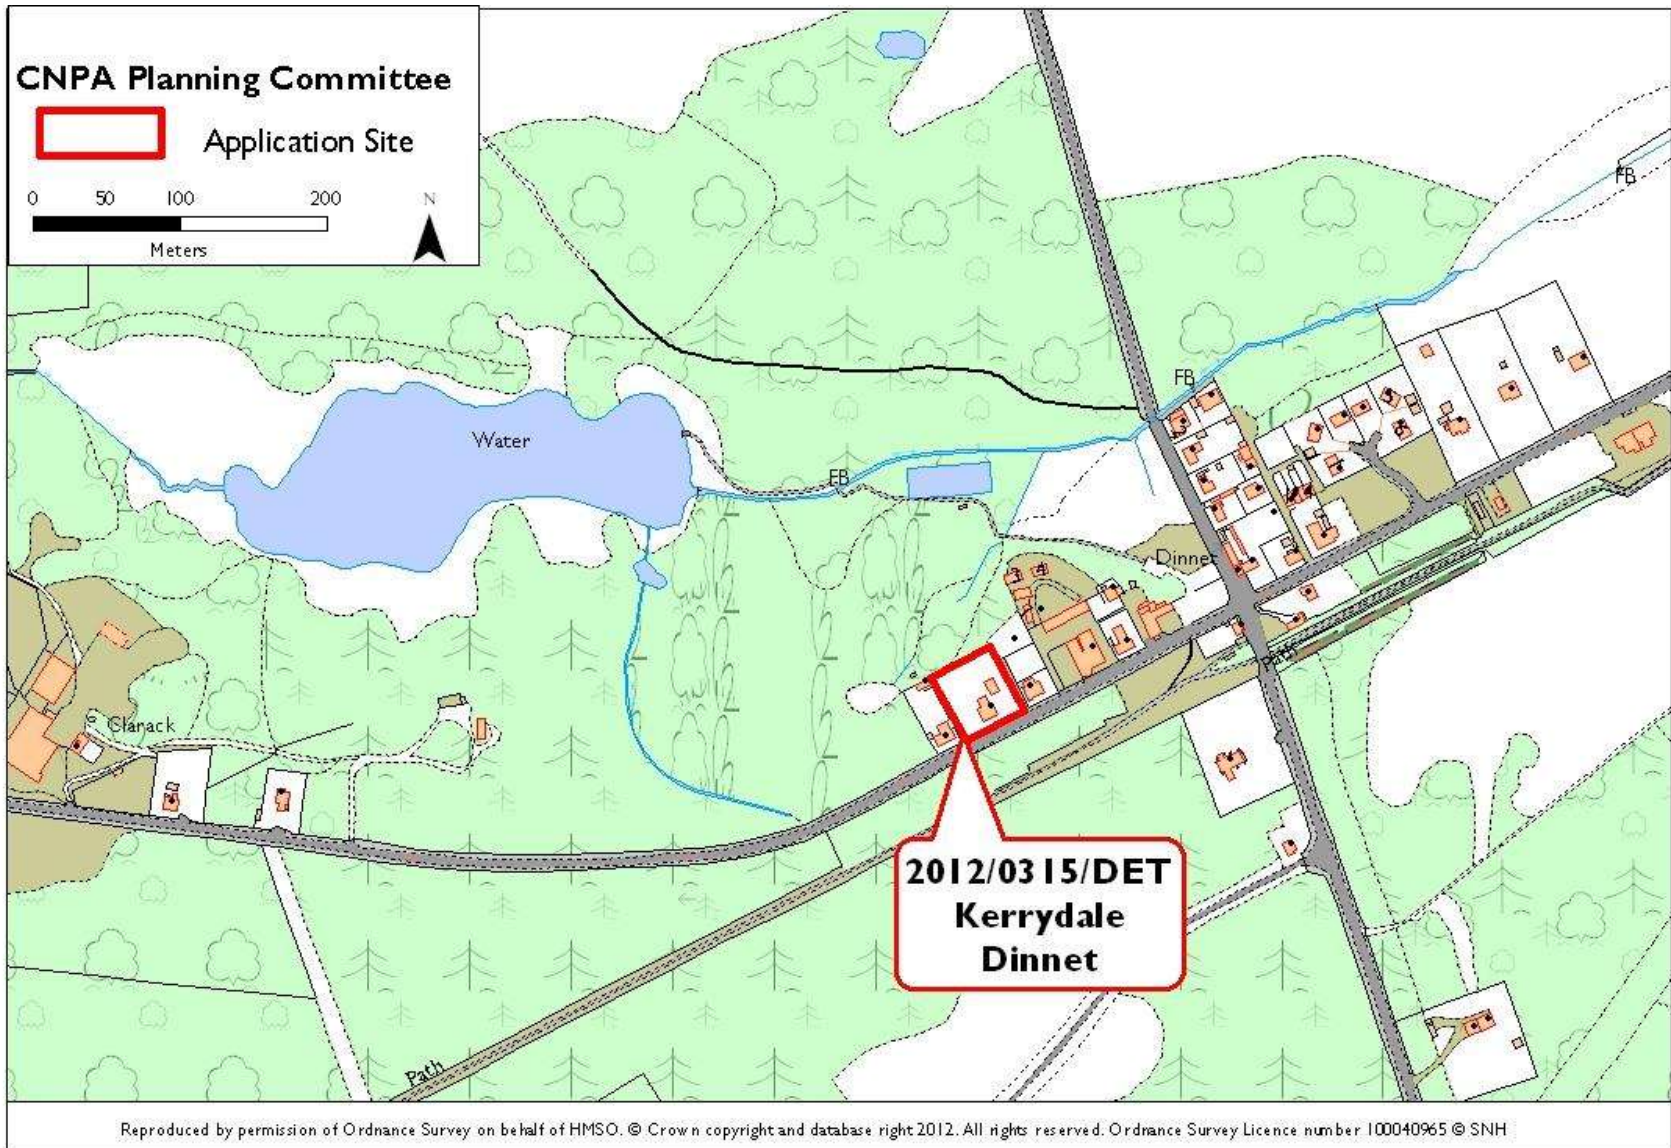 CNPA Planning Committee
Application Site
0 50 100 200
Meters
N
FB
FB
Water
FB
Dinnet
Path
Clarack
2012/0315/DET
Kerrydale
Dinnet
Path
Reproduced by permission of Ordnance Survey on behalf of HMSO. © Crown copyright and database right 2012. All rights reserved. Ordnance Survey Licence number 100040965 © SNH